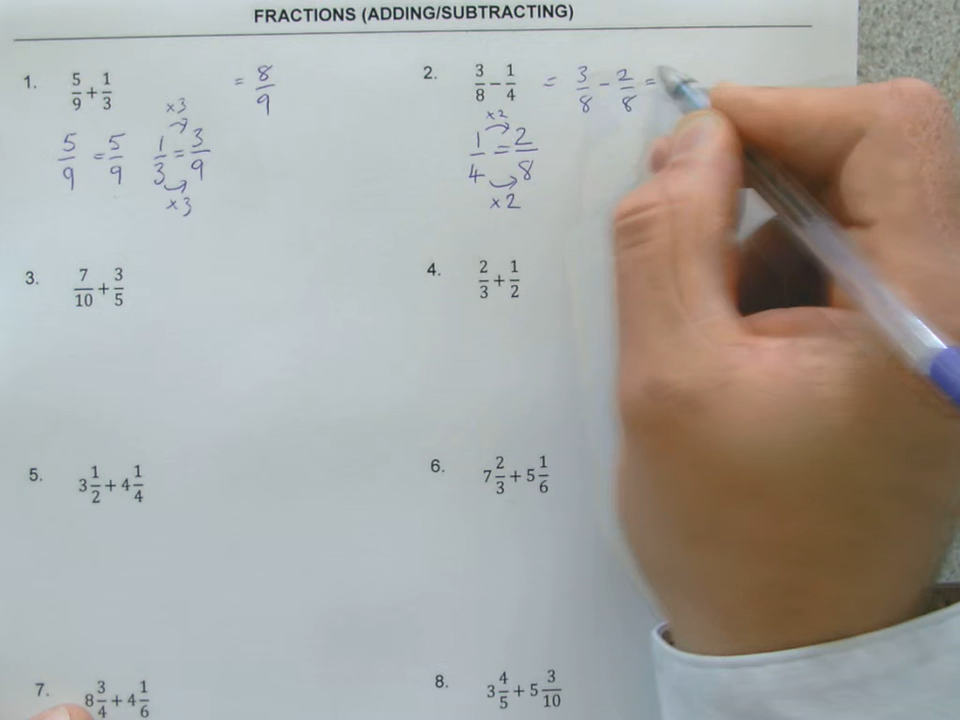 FRACTIONS (ADDING/SUBTRACTING)
1. 5/9 + 1/3 = 8/9
×3
5/9 = 5/9 1/3 = 3/9
×3
2. 3/8 − 1/4 = 3/8 − 2/8 =
×2
1/4 = 2/8
×2
3. 7/10 + 3/5
4. 2/3 + 1/2
5. 3 1/2 + 4 1/4
6. 7 2/3 + 5 1/6
7. 8 3/4 + 4 1/6
8. 3 4/5 + 5 3/10